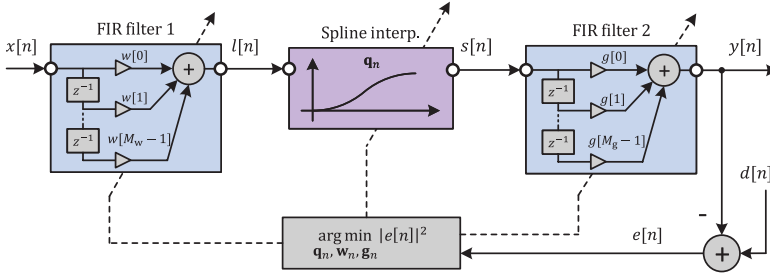 FIR filter 1
Spline interp.
FIR filter 2
x[n]
l[n]
s[n]
y[n]
w[0]
w[1]
w[M_w−1]
z⁻¹
z⁻¹
+
q_n
g[0]
g[1]
g[M_g−1]
z⁻¹
z⁻¹
+
d[n]
arg min |e[n]|²
q_n, w_n, g_n
e[n]
-
+